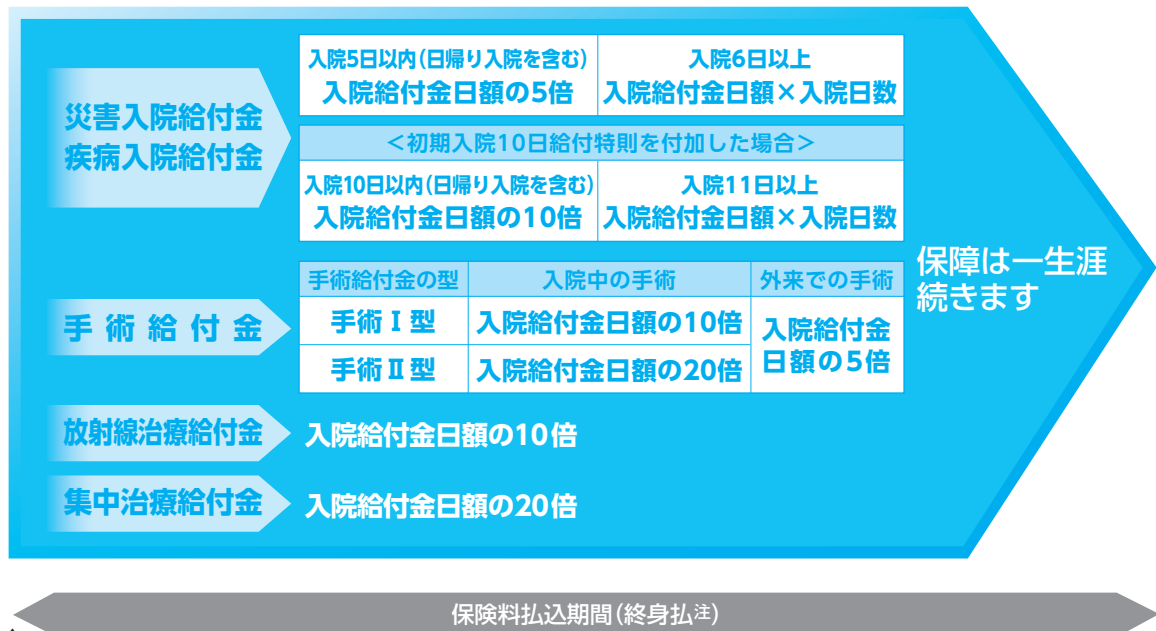 災害入院給付金
疾病入院給付金
入院5日以内(日帰り入院を含む)
入院給付金日額の5倍
入院6日以上
入院給付金日額×入院日数
<初期入院10日給付特則を付加した場合>
入院10日以内(日帰り入院を含む)
入院給付金日額の10倍
入院11日以上
入院給付金日額×入院日数
手術給付金
手術給付金の型
入院中の手術
外来での手術
手術Ⅰ型
入院給付金日額の10倍
入院給付金
日額の5倍
手術Ⅱ型
入院給付金日額の20倍
放射線治療給付金
入院給付金日額の10倍
集中治療給付金
入院給付金日額の20倍
保障は一生涯
続きます
保険料払込期間(終身払注)